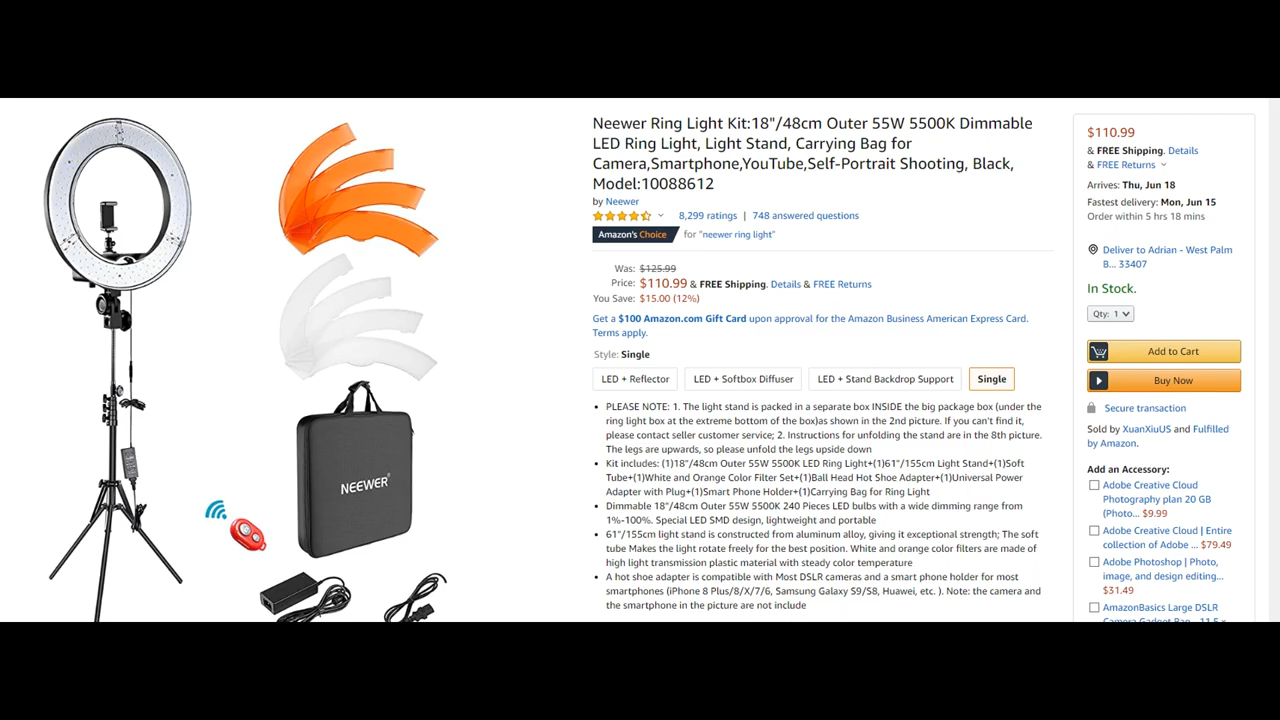 NEEWER
Neewer Ring Light Kit:18"/48cm Outer 55W 5500K Dimmable
LED Ring Light, Light Stand, Carrying Bag for
Camera,Smartphone,YouTube,Self-Portrait Shooting, Black,
Model:10088612
by Neewer
8,299 ratings | 748 answered questions
Amazon's Choice for "neewer ring light"
Was: $125.99
Price: $110.99 & FREE Shipping. Details & FREE Returns
You Save: $15.00 (12%)
Get a $100 Amazon.com Gift Card upon approval for the Amazon Business American Express Card.
Terms apply.
Style: Single
LED + Reflector LED + Softbox Diffuser LED + Stand Backdrop Support Single
• PLEASE NOTE: 1. The light stand is packed in a separate box INSIDE the big package box (under the
ring light box at the extreme bottom of the box)as shown in the 2nd picture. If you can't find it,
please contact seller customer service; 2. Instructions for unfolding the stand are in the 8th picture.
The legs are upwards, so please unfold the legs upside down
• Kit includes: (1)18"/48cm Outer 55W 5500K LED Ring Light+(1)61"/155cm Light Stand+(1)Soft
Tube+(1)White and Orange Color Filter Set+(1)Ball Head Hot Shoe Adapter+(1)Universal Power
Adapter with Plug+(1)Smart Phone Holder+(1)Carrying Bag for Ring Light
• Dimmable 18"/48cm Outer 55W 5500K 240 Pieces LED bulbs with a wide dimming range from
1%-100%. Special LED SMD design, lightweight and portable
• 61"/155cm light stand is constructed from aluminum alloy, giving it exceptional strength; The soft
tube Makes the light rotate freely for the best position. White and orange color filters are made of
high light transmission plastic material with steady color temperature
• A hot shoe adapter is compatible with Most DSLR cameras and a smart phone holder for most
smartphones (iPhone 8 Plus/8/X/7/6, Samsung Galaxy S9/S8, Huawei, etc. ). Note: the camera and
the smartphone in the picture are not include
$110.99
& FREE Shipping. Details
& FREE Returns
Arrives: Thu, Jun 18
Fastest delivery: Mon, Jun 15
Order within 5 hrs 18 mins
Deliver to Adrian - West Palm
B... 33407
In Stock.
Qty: 1
Add to Cart
Buy Now
Secure transaction
Sold by XuanXiuUS and Fulfilled
by Amazon.
Add an Accessory:
Adobe Creative Cloud
Photography plan 20 GB
(Photo... $9.99
Adobe Creative Cloud | Entire
collection of Adobe ... $79.49
Adobe Photoshop | Photo,
image, and design editing...
$31.49
AmazonBasics Large DSLR
Camera Gadget Bag - 11.5 x